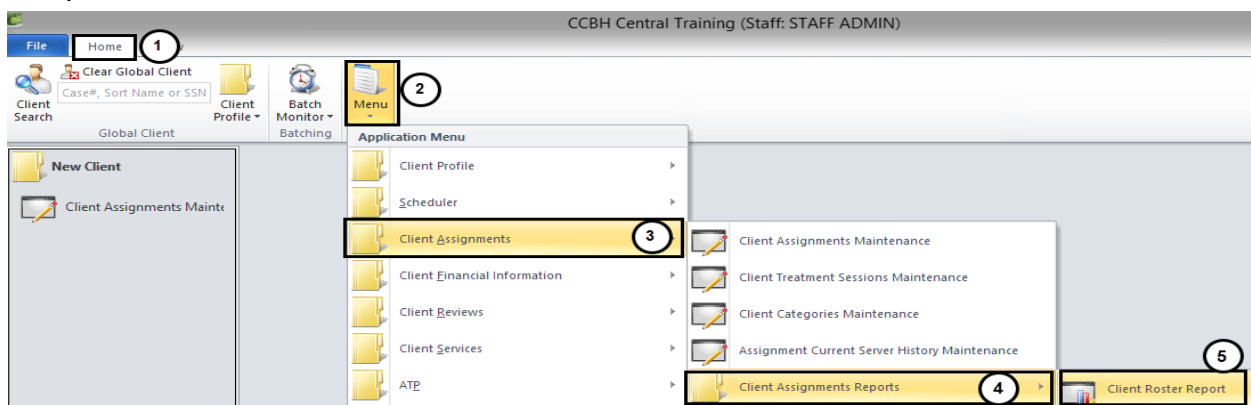 CCBH Central Training (Staff: STAFF ADMIN)
File Home 1
Clear Global Client
Case#, Sort Name or SSN
Client Search
Client Profile
Global Client
Batch Monitor
Batching
Menu 2
Application Menu
New Client
Client Assignments Mainte
Client Profile
Scheduler
Client Assignments 3
Client Financial Information
Client Reviews
Client Services
ATP
Client Assignments Maintenance
Client Treatment Sessions Maintenance
Client Categories Maintenance
Assignment Current Server History Maintenance
Client Assignments Reports 4
5
Client Roster Report